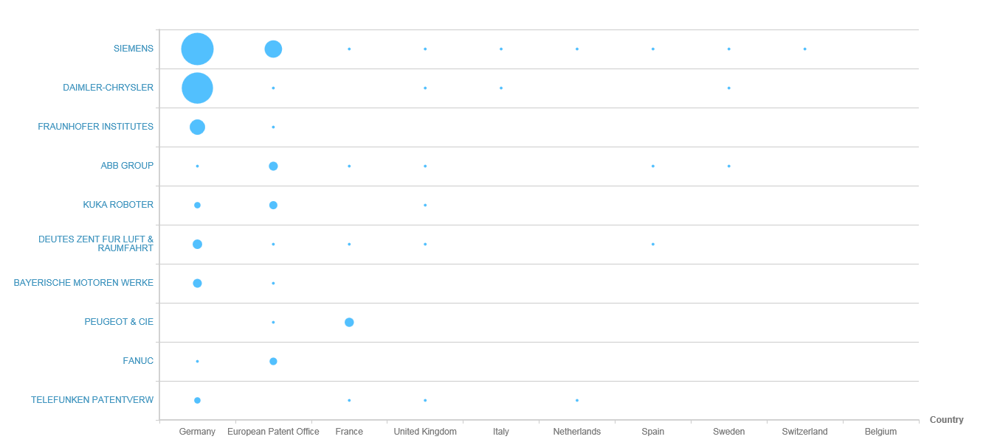 SIEMENS
DAIMLER-CHRYSLER
FRAUNHOFER INSTITUTES
ABB GROUP
KUKA ROBOTER
DEUTES ZENT FUR LUFT &
RAUMFAHRT
BAYERISCHE MOTOREN WERKE
PEUGEOT & CIE
FANUC
TELEFUNKEN PATENTVERW
Germany
European Patent Office
France
United Kingdom
Italy
Netherlands
Spain
Sweden
Switzerland
Belgium
Country